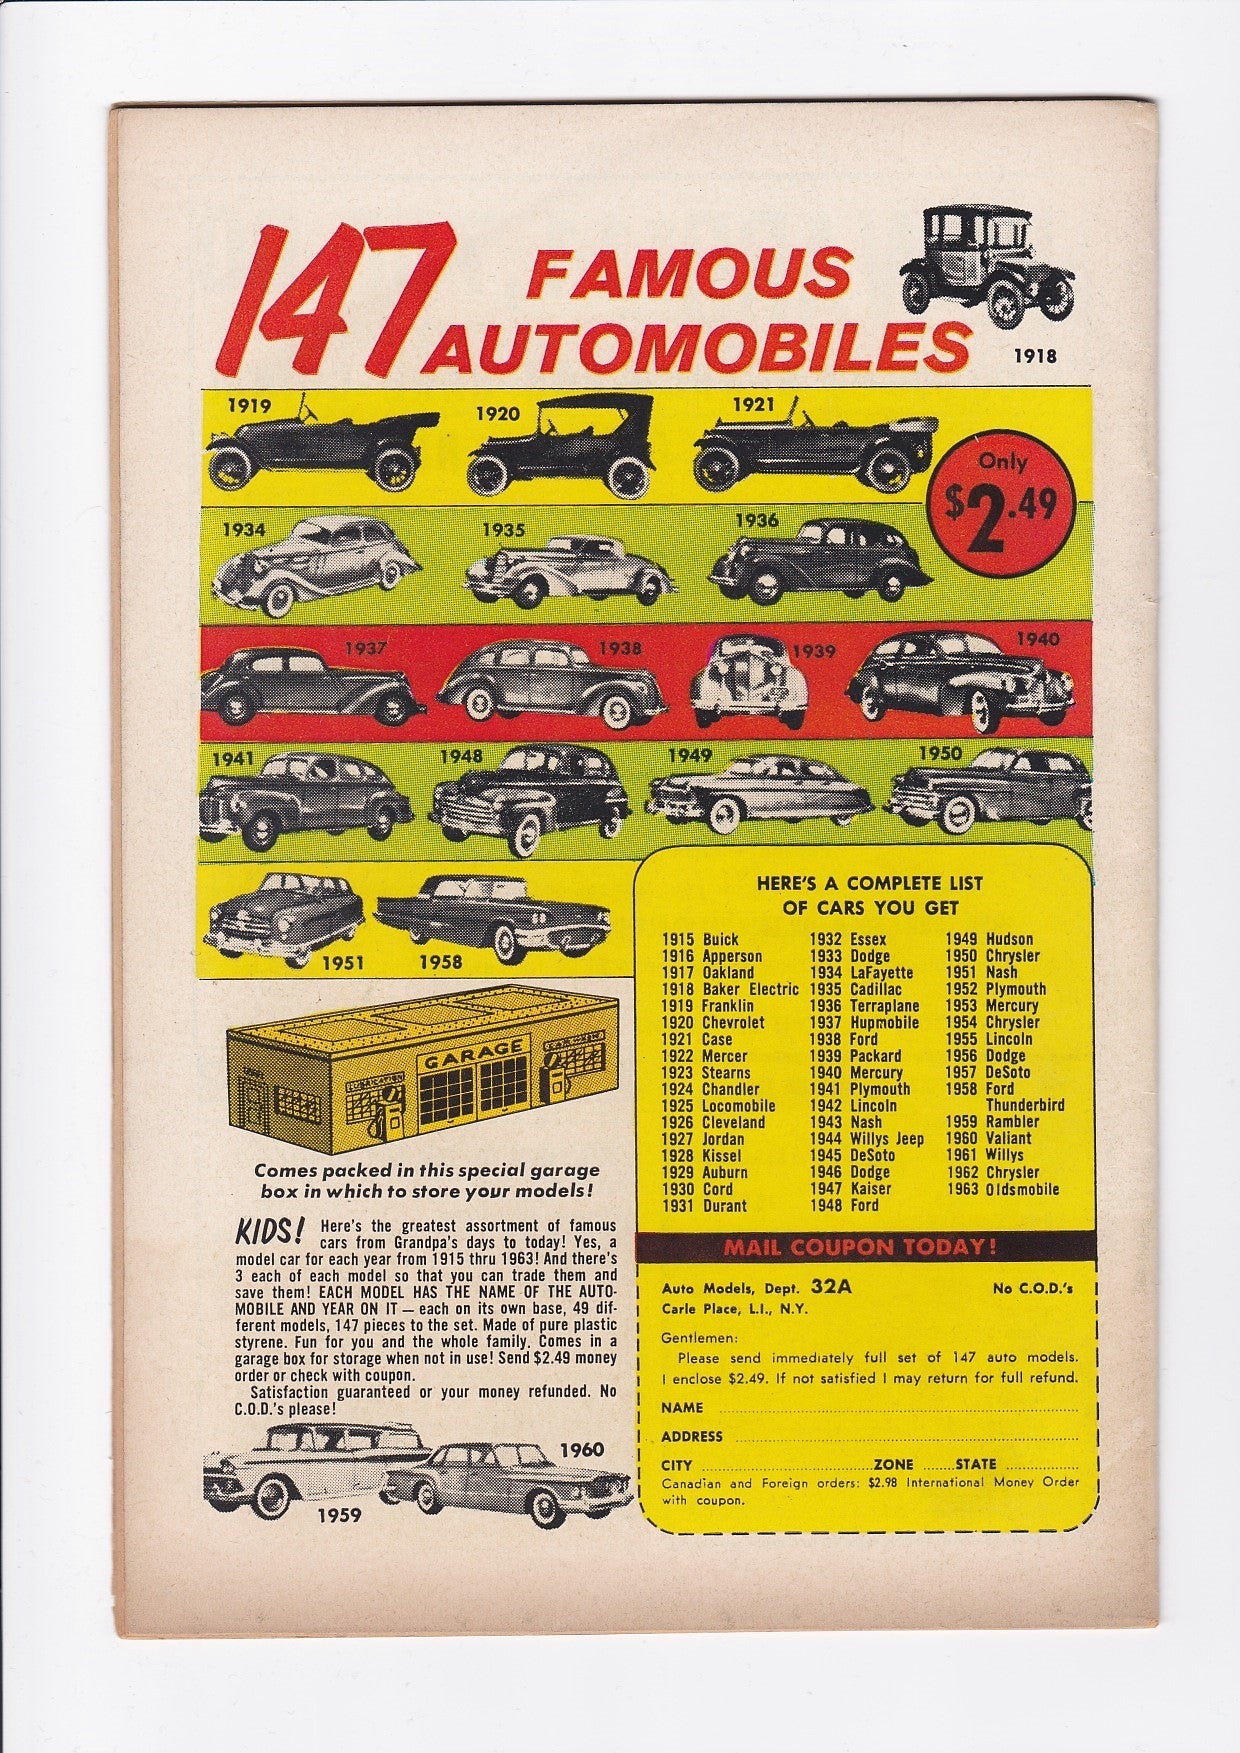 147 FAMOUS
AUTOMOBILES
1918
1919
1920
1921
Only
$2.49
1934
1935
1936
1937
1938
1939
1940
1941
1948
1949
1950
1951
1958
HERE'S A COMPLETE LIST
OF CARS YOU GET
1915 Buick
1916 Apperson
1917 Oakland
1918 Baker Electric
1919 Franklin
1920 Chevrolet
1921 Case
1922 Mercer
1923 Stearns
1924 Chandler
1925 Locomobile
1926 Cleveland
1927 Jordan
1928 Kissel
1929 Auburn
1930 Cord
1931 Durant
1932 Essex
1933 Dodge
1934 LaFayette
1935 Cadillac
1936 Terraplane
1937 Hupmobile
1938 Ford
1939 Packard
1940 Mercury
1941 Plymouth
1942 Lincoln
1943 Nash
1944 Willys Jeep
1945 DeSoto
1946 Dodge
1947 Kaiser
1948 Ford
1949 Hudson
1950 Chrysler
1951 Nash
1952 Plymouth
1953 Mercury
1954 Chrysler
1955 Lincoln
1956 Dodge
1957 DeSoto
1958 Ford
Thunderbird
1959 Rambler
1960 Valiant
1961 Willys
1962 Chrysler
1963 Oldsmobile
LUBRICATION
GARAGE
CAR WASH
Comes packed in this special garage
box in which to store your models!
KIDS! Here's the greatest assortment of famous
cars from Grandpa's days to today! Yes, a
model car for each year from 1915 thru 1963! And there's
3 each of each model so that you can trade them and
save them! EACH MODEL HAS THE NAME OF THE AUTO-
MOBILE AND YEAR ON IT — each on its own base, 49 dif-
ferent models, 147 pieces to the set. Made of pure plastic
styrene. Fun for you and the whole family. Comes in a
garage box for storage when not in use! Send $2.49 money
order or check with coupon.
Satisfaction guaranteed or your money refunded. No
C.O.D.'s please!
1959
1960
MAIL COUPON TODAY!
Auto Models, Dept. 32A No C.O.D.'s
Carle Place, L.I., N.Y.
Gentlemen:
Please send immediately full set of 147 auto models.
I enclose $2.49. If not satisfied I may return for full refund.
NAME
ADDRESS
CITY ZONE STATE
Canadian and Foreign orders: $2.98 International Money Order
with coupon.